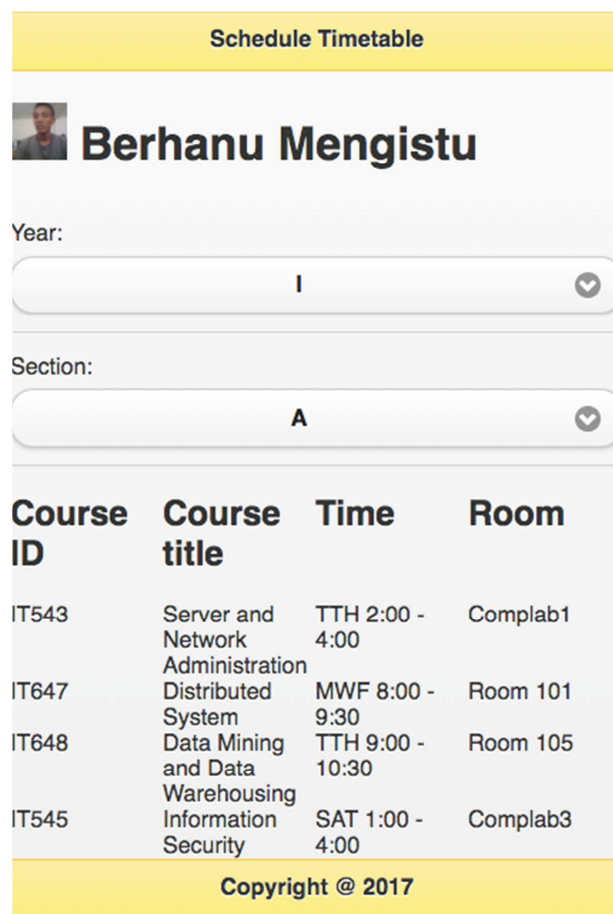 Schedule Timetable
Berhanu Mengistu
Year:
I
Section:
A
Course ID Course title Time Room
IT543 Server and Network Administration TTH 2:00 - 4:00 Complab1
IT647 Distributed System MWF 8:00 - 9:30 Room 101
IT648 Data Mining and Data Warehousing TTH 9:00 - 10:30 Room 105
IT545 Information Security SAT 1:00 - 4:00 Complab3
Copyright @ 2017